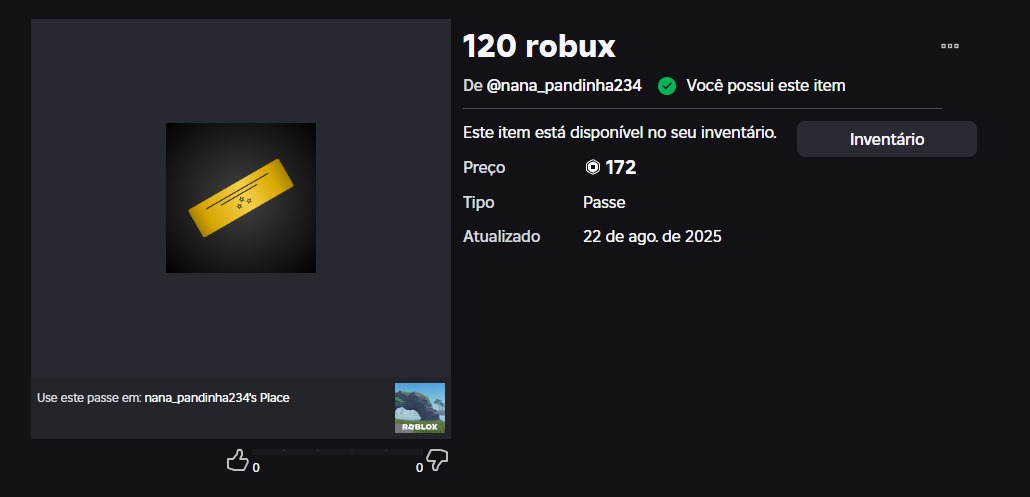 120 robux
De @nana_pandinha234 Você possui este item
Este item está disponível no seu inventário.
Inventário
Preço 172
Tipo Passe
Atualizado 22 de ago. de 2025
Use este passe em: nana_pandinha234's Place
ROBLOX
0 0